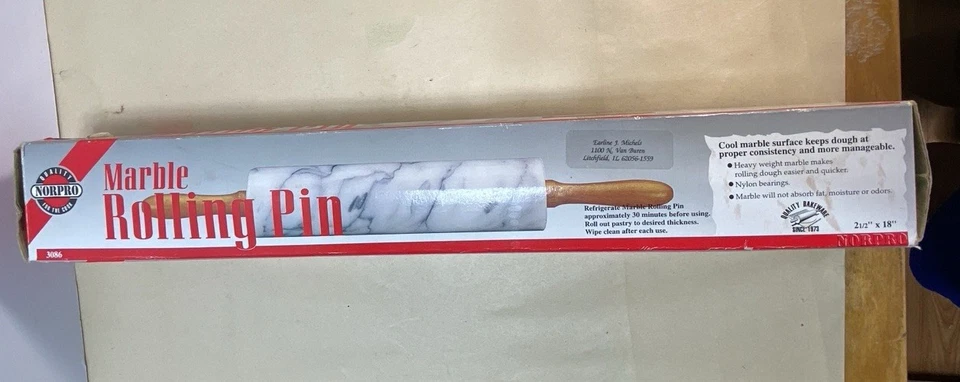 QUALITY
NORPRO
FOR THE COOK
Marble
Rolling Pin
3086
Earline J. Michels
1100 N. Van Buren
Litchfield, IL 62056-1559
Refrigerate Marble Rolling Pin
approximately 30 minutes before using.
Roll out pastry to desired thickness.
Wipe clean after each use.
Cool marble surface keeps dough at
proper consistency and more manageable.
● Heavy weight marble makes
rolling dough easier and quicker.
● Nylon bearings.
● Marble will not absorb fat, moisture or odors.
QUALITY BAKEWARE
SINCE 1973
2 1/2" x 18"
NORPRO